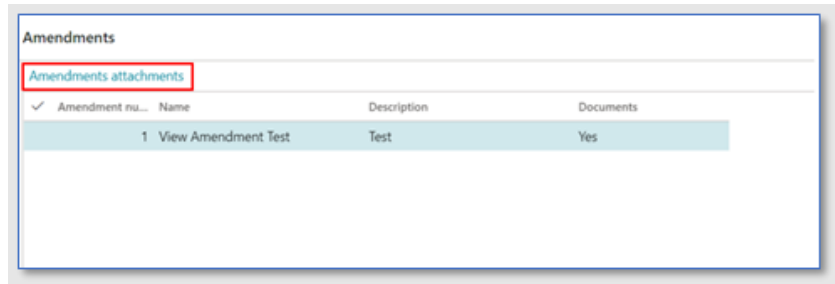 Amendments
Amendments attachments
Amendment nu... Name Description Documents
1 View Amendment Test Test Yes